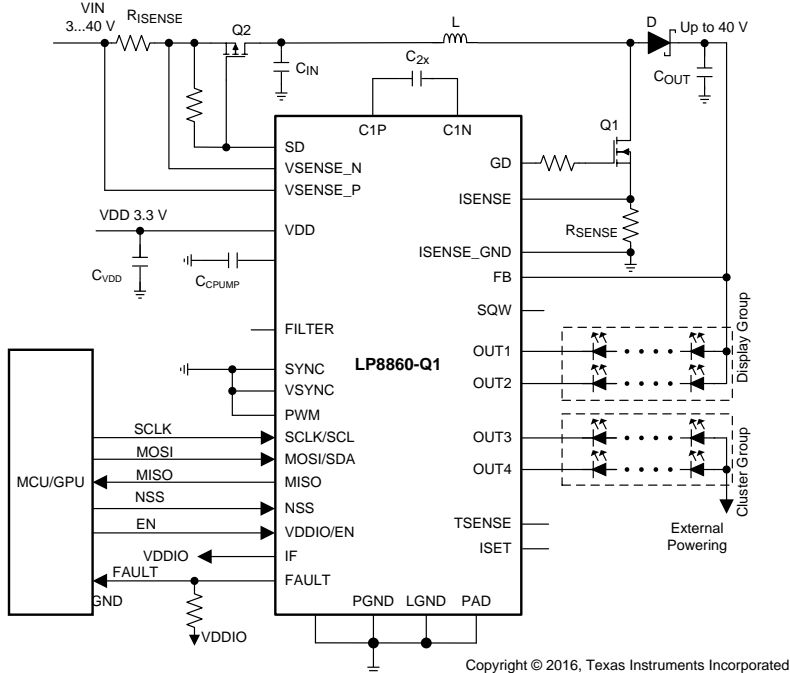 VIN
3...40 V
RISENSE
Q2
L
D
Up to 40 V
CIN
C2x
COUT
C1P
C1N
Q1
SD
VSENSE_N
VSENSE_P
GD
ISENSE
RSENSE
VDD 3.3 V
VDD
CVDD
CCPUMP
ISENSE_GND
FB
SQW
FILTER
LP8860-Q1
SYNC
VSYNC
PWM
OUT1
OUT2
Display Group
MCU/GPU
SCLK
SCLK/SCL
MOSI
MOSI/SDA
MISO
MISO
NSS
NSS
EN
VDDIO/EN
VDDIO
IF
FAULT
FAULT
GND
VDDIO
OUT3
OUT4
Cluster Group
External
Powering
TSENSE
ISET
PGND
LGND
PAD
Copyright © 2016, Texas Instruments Incorporated